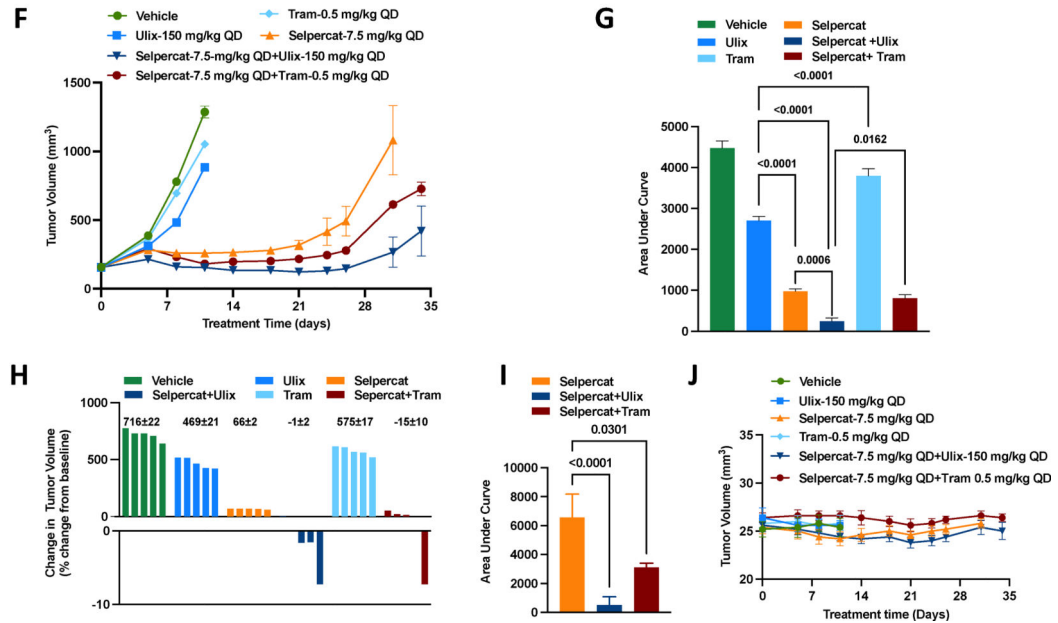 F
Vehicle
Tram-0.5 mg/kg QD
Ulix-150 mg/kg QD
Selpercat-7.5 mg/kg QD
Selpercat-7.5-mg/kg QD+Ulix-150 mg/kg QD
Selpercat-7.5 mg/kg QD+Tram-0.5 mg/kg QD
Tumor Volume (mm³)
1500
1000
500
0
0 7 14 21 28 35
Treatment Time (days)
G
Vehicle
Selpercat
Ulix
Selpercat +Ulix
Tram
Selpercat+ Tram
<0.0001
<0.0001
0.0162
<0.0001
0.0006
Area Under Curve
5000
4000
3000
2000
1000
0
H
Vehicle
Ulix
Selpercat
Selpercat+Ulix
Tram
Sepercat+Tram
Change in Tumor Volume
(% change from baseline)
1000
716±22 469±21 66±2 -1±2 575±17 -15±10
500
0
-10
I
Selpercat
Selpercat+Ulix
Selpercat+Tram
0.0301
<0.0001
Area Under Curve
10000
8000
6000
4000
2000
0
J
Vehicle
Ulix-150 mg/kg QD
Selpercat-7.5 mg/kg QD
Tram-0.5 mg/kg QD
Selpercat-7.5 mg/kg QD+Ulix-150 mg/kg QD
Selpercat-7.5 mg/kg QD+Tram 0.5 mg/kg QD
Tumor Volume (mm³)
30
25
20
0 7 14 21 28 35
Treatment time (Days)